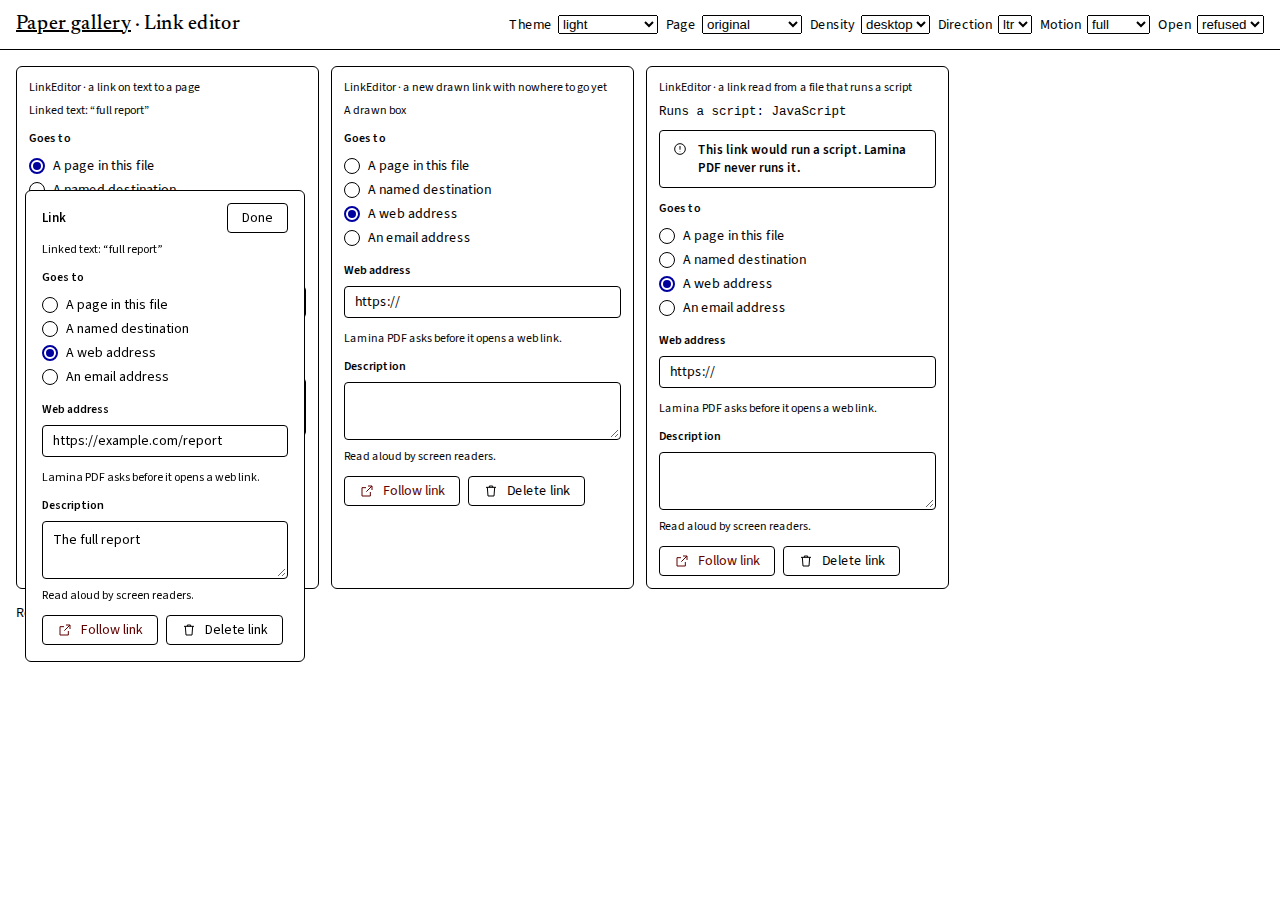 Paper gallery · Link editor
Theme light Page original Density desktop Direction ltr Motion full Open refused
LinkEditor · a link on text to a page
Linked text: “full report”
Goes to
A page in this file
A named destination
Link
Done
Linked text: “full report”
Goes to
A page in this file
A named destination
A web address
An email address
Web address
https://example.com/report
Lamina PDF asks before it opens a web link.
Description
The full report
Read aloud by screen readers.
Follow link
Delete link
LinkEditor · a new drawn link with nowhere to go yet
A drawn box
Goes to
A page in this file
A named destination
A web address
An email address
Web address
https://
Lamina PDF asks before it opens a web link.
Description
Read aloud by screen readers.
Follow link
Delete link
LinkEditor · a link read from a file that runs a script
Runs a script: JavaScript
This link would run a script. Lamina
PDF never runs it.
Goes to
A page in this file
A named destination
A web address
An email address
Web address
https://
Lamina PDF asks before it opens a web link.
Description
Read aloud by screen readers.
Follow link
Delete link